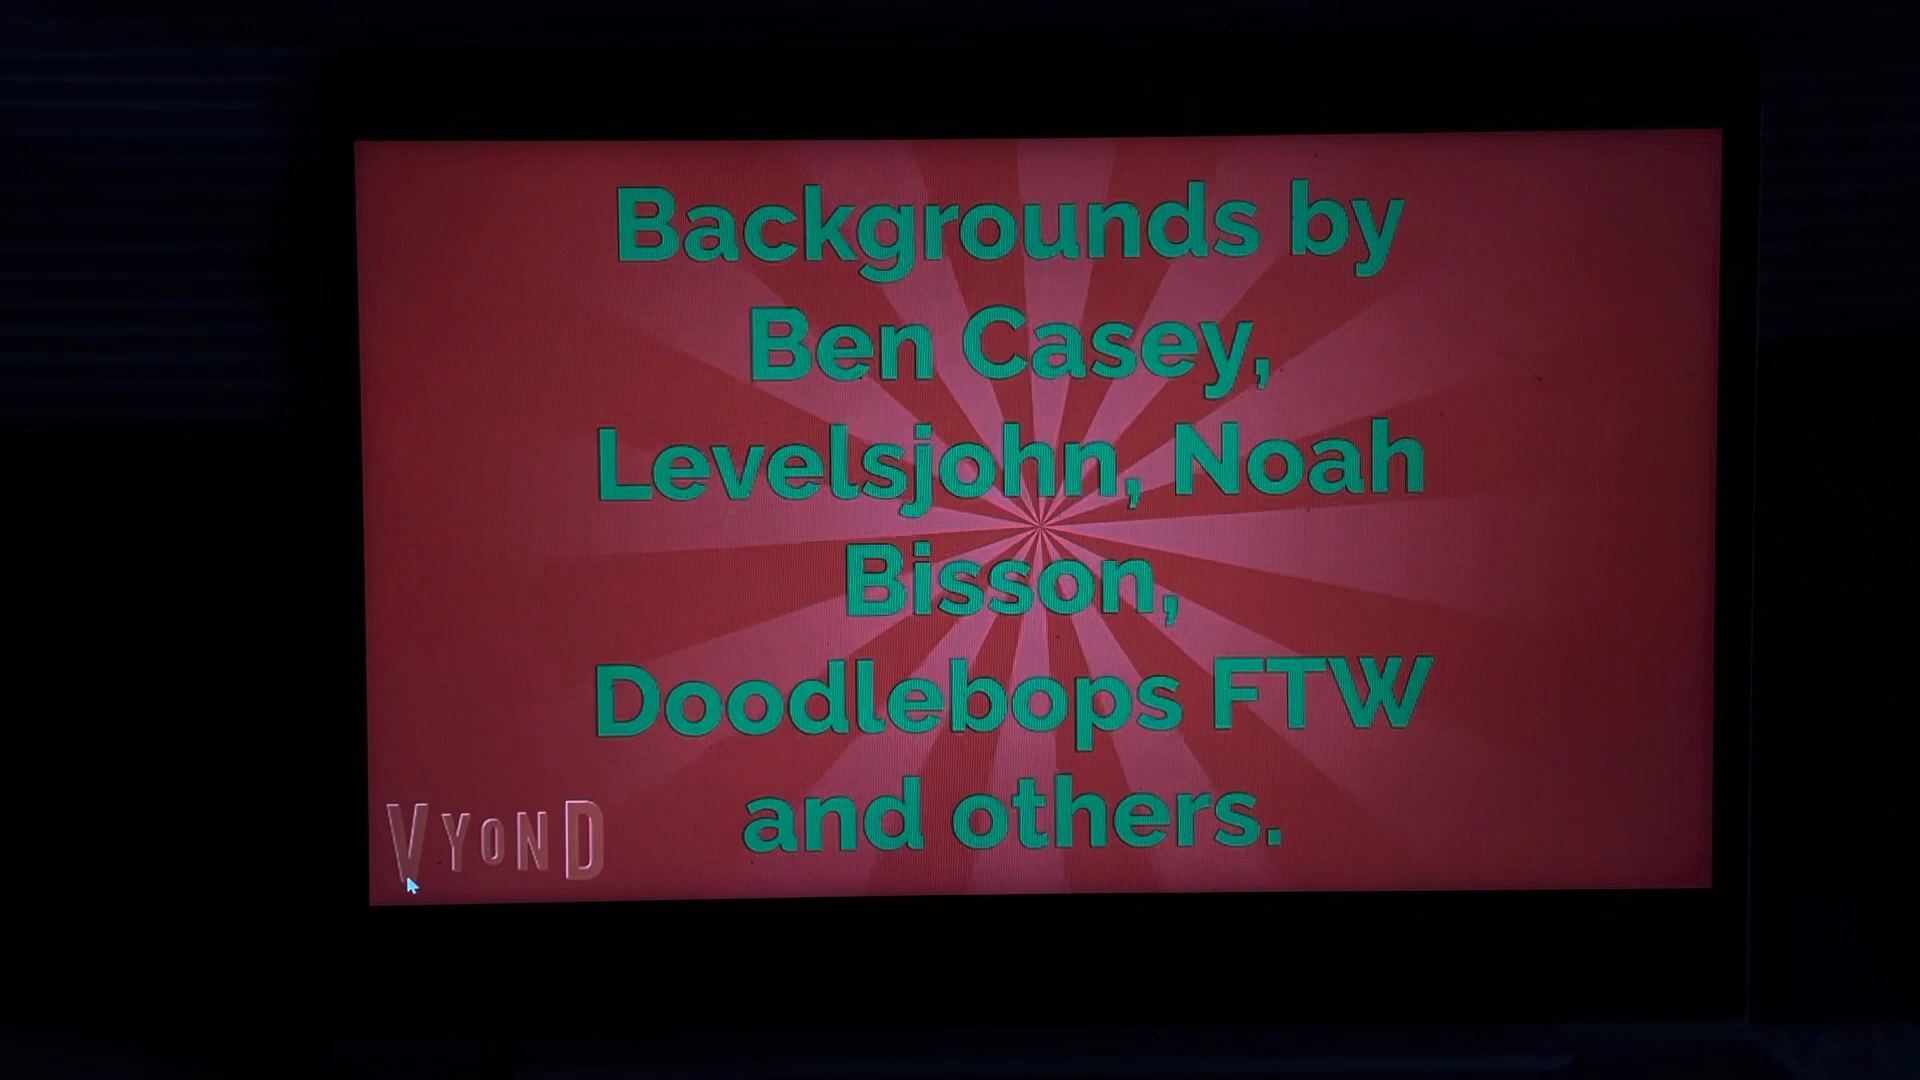 Backgrounds by
Ben Casey,
Levelsjohn, Noah
Bisson,
Doodlebops FTW
and others.
VYOND